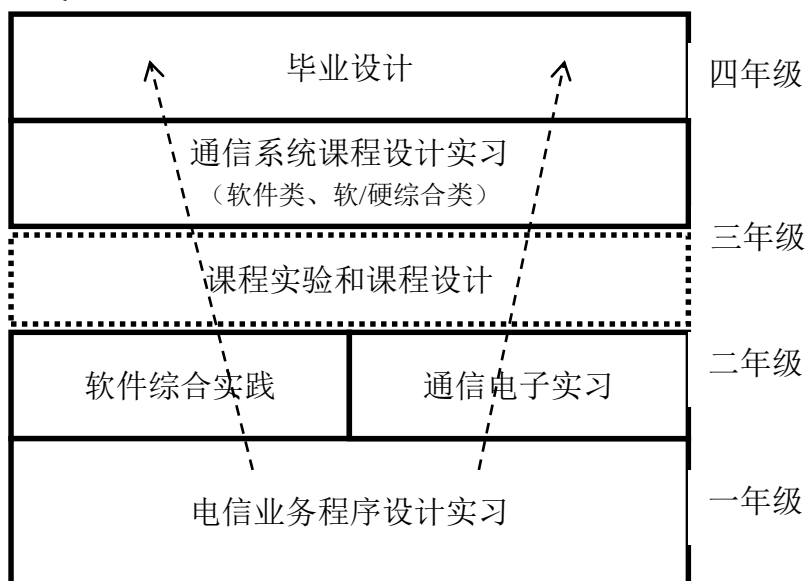 毕业设计
四年级
通信系统课程设计实习
（软件类、软/硬综合类）
三年级
课程实验和课程设计
软件综合实践
通信电子实习
二年级
电信业务程序设计实习
一年级